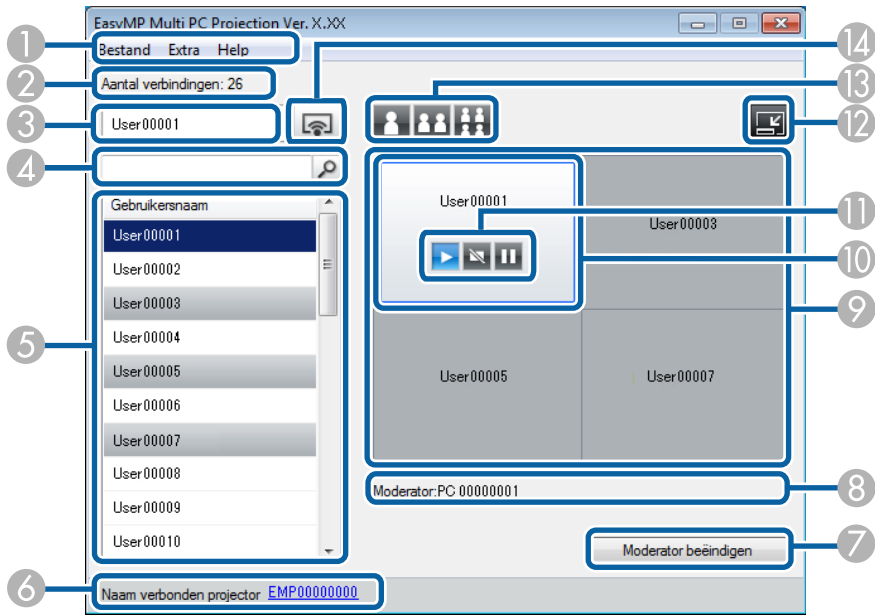 EasyMP Multi PC Projection Ver. X.XX
Bestand Extra Help
Aantal verbindingen: 26
User00001
Gebruikersnaam
User00001
User00002
User00003
User00004
User00005
User00006
User00007
User00008
User00009
User00010
Naam verbonden projector EMP00000000
User00001
User00003
User00005
User00007
Moderator:PC 00000001
Moderator beëindigen
1
2
3
4
5
6
7
8
9
10
11
12
13
14